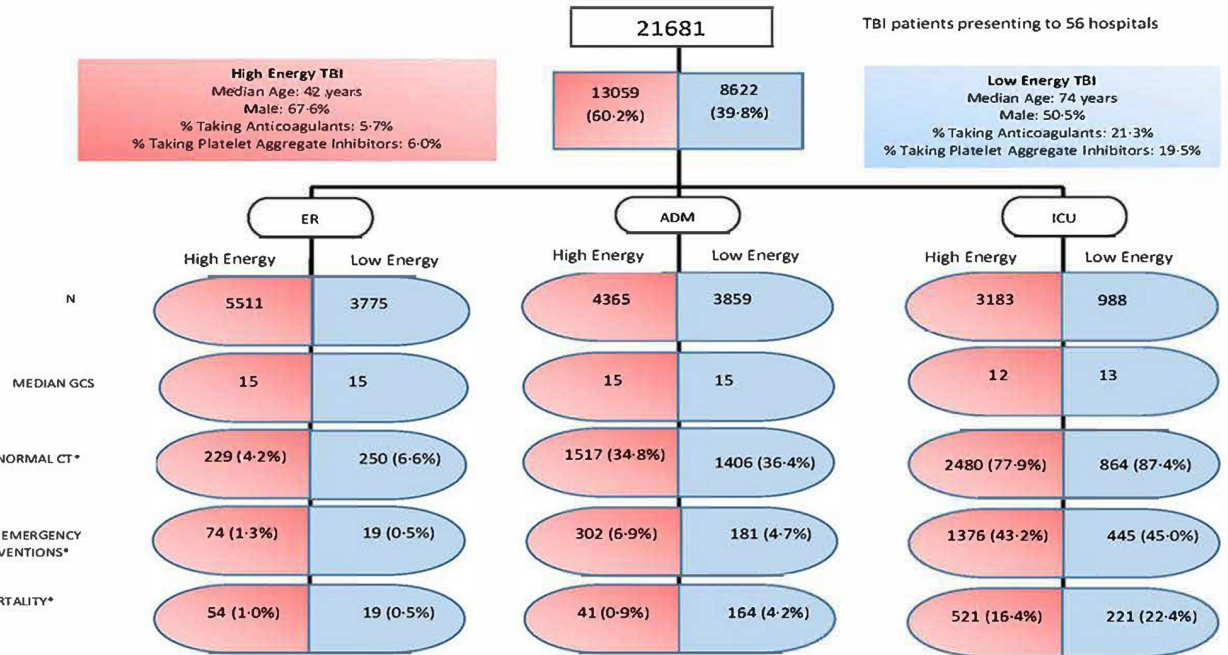 21681
TBI patients presenting to 56 hospitals
High Energy TBI
Median Age: 42 years
Male: 67·6%
% Taking Anticoagulants: 5·7%
% Taking Platelet Aggregate Inhibitors: 6·0%
13059
(60.2%)
8622
(39.8%)
Low Energy TBI
Median Age: 74 years
Male: 50·5%
% Taking Anticoagulants: 21·3%
% Taking Platelet Aggregate Inhibitors: 19·5%
ER
ADM
ICU
High Energy Low Energy
High Energy Low Energy
High Energy Low Energy
N
5511 3775
4365 3859
3183 988
MEDIAN GCS
15 15
15 15
12 13
NORMAL CT*
229 (4·2%) 250 (6·6%)
1517 (34·8%) 1406 (36·4%)
2480 (77·9%) 864 (87·4%)
EMERGENCY
VENTIONS*
74 (1·3%) 19 (0·5%)
302 (6·9%) 181 (4·7%)
1376 (43·2%) 445 (45·0%)
RTALITY*
54 (1·0%) 19 (0·5%)
41 (0·9%) 164 (4·2%)
521 (16·4%) 221 (22·4%)